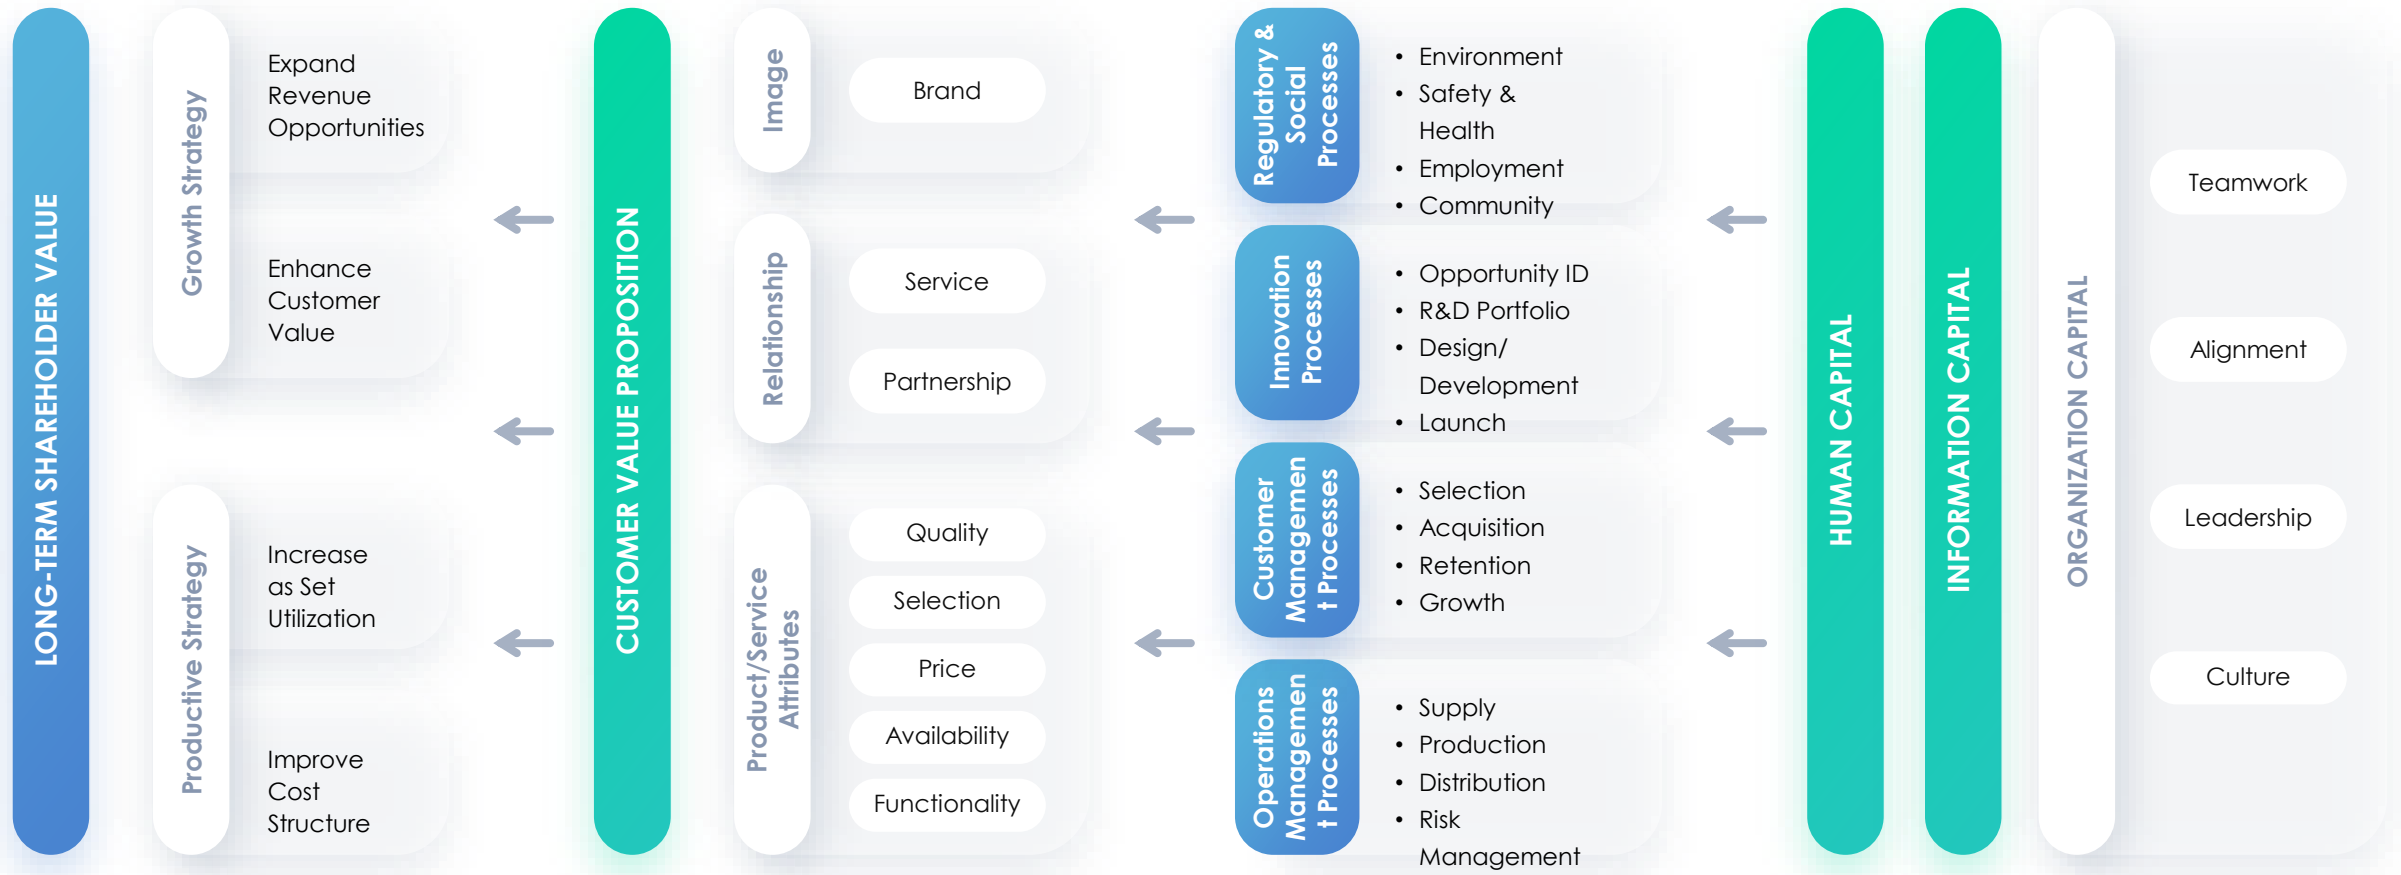 LONG-TERM SHAREHOLDER VALUE
Growth Strategy
Expand
Revenue
Opportunities
Enhance
Customer
Value
Productive Strategy
Increase
as Set
Utilization
Improve
Cost
Structure
CUSTOMER VALUE PROPOSITION
Image
Brand
Relationship
Service
Partnership
Product/Service
Attributes
Quality
Selection
Price
Availability
Functionality
Regulatory &
Social
Processes
• Environment
• Safety &
Health
• Employment
• Community
Innovation
Processes
• Opportunity ID
• R&D Portfolio
• Design/
Development
• Launch
Customer
Managemen
t Processes
• Selection
• Acquisition
• Retention
• Growth
Operations
Managemen
t Processes
• Supply
• Production
• Distribution
• Risk
Management
HUMAN CAPITAL
INFORMATION CAPITAL
ORGANIZATION CAPITAL
Teamwork
Alignment
Leadership
Culture